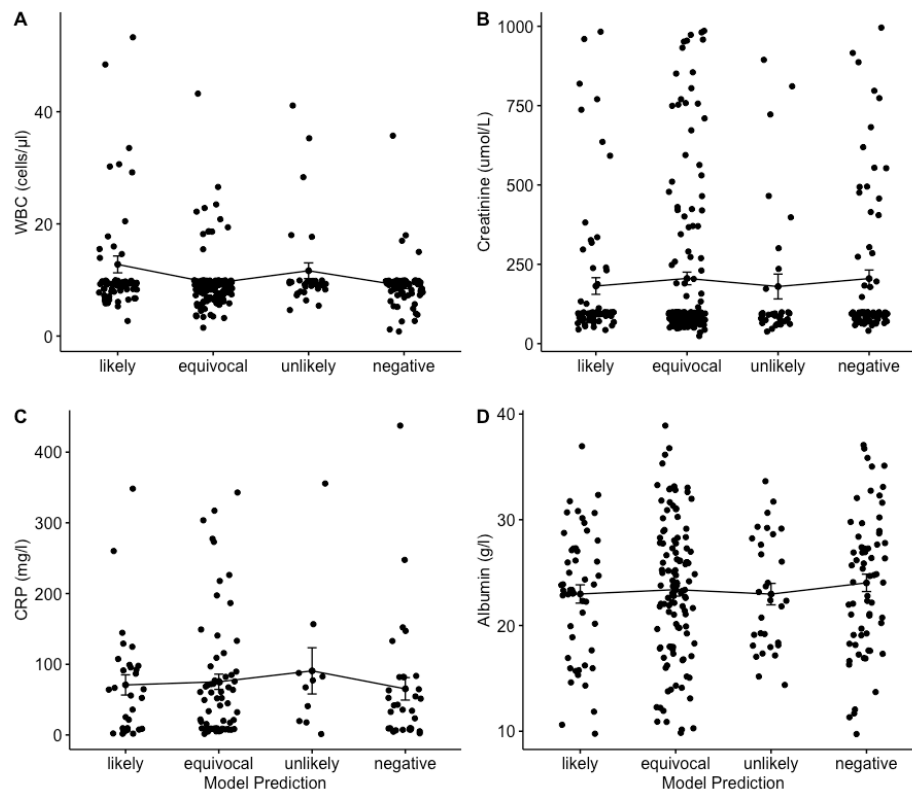 A
WBC (cells/µl)
40
20
0
likely equivocal unlikely negative
B
Creatinine (umol/L)
1000
750
500
250
0
likely equivocal unlikely negative
C
CRP (mg/l)
400
300
200
100
0
likely equivocal unlikely negative
Model Prediction
D
Albumin (g/l)
40
30
20
10
likely equivocal unlikely negative
Model Prediction